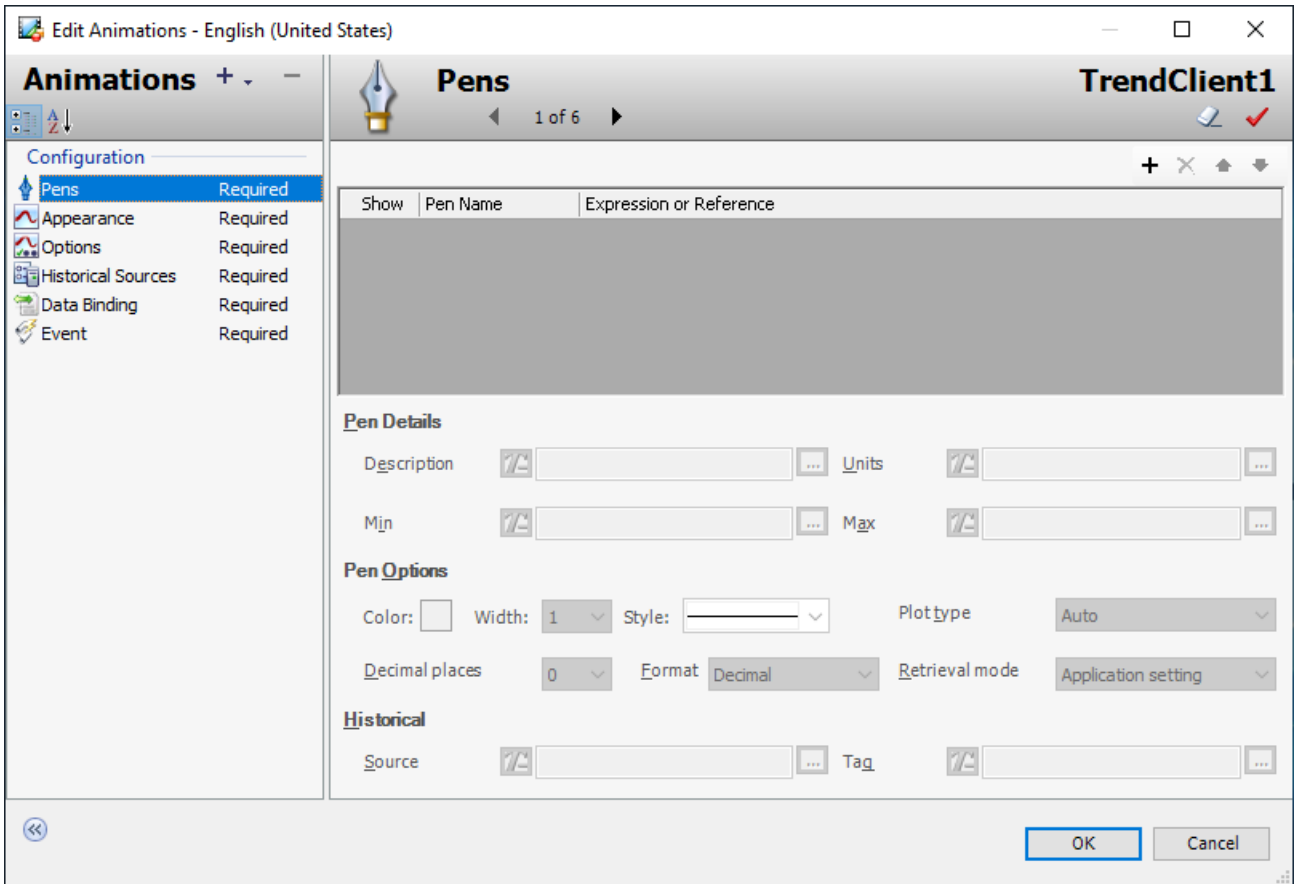 Edit Animations - English (United States)
Animations
Pens
TrendClient1
1 of 6
Configuration
Pens Required
Appearance Required
Options Required
Historical Sources Required
Data Binding Required
Event Required
Show Pen Name Expression or Reference
Pen Details
Description ... Units ...
Min ... Max ...
Pen Options
Color: Width: 1 Style: Plot type Auto
Decimal places 0 Format Decimal Retrieval mode Application setting
Historical
Source ... Tag ...
OK Cancel